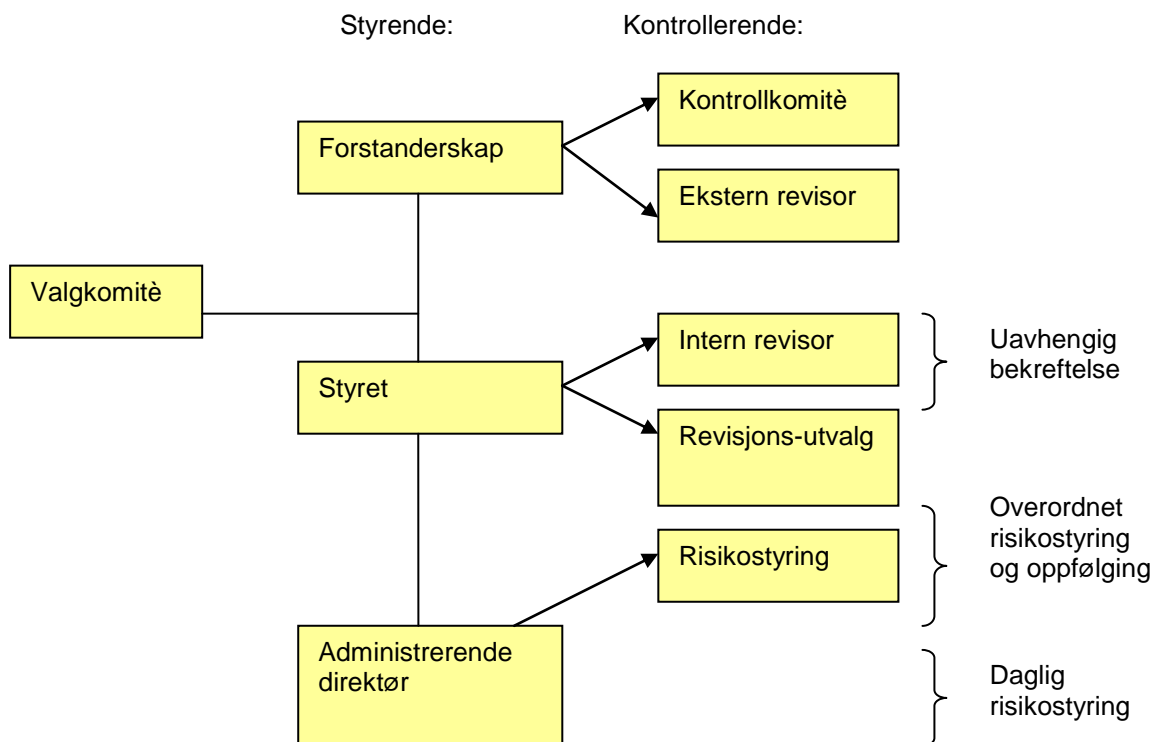 Styrende:
Kontrollerende:
Kontrollkomitè
Forstanderskap
Ekstern revisor
Valgkomitè
Intern revisor
Uavhengig
bekreftelse
Styret
Revisjons-utvalg
Overordnet
risikostyring
og oppfølging
Risikostyring
Administrerende
direktør
Daglig
risikostyring